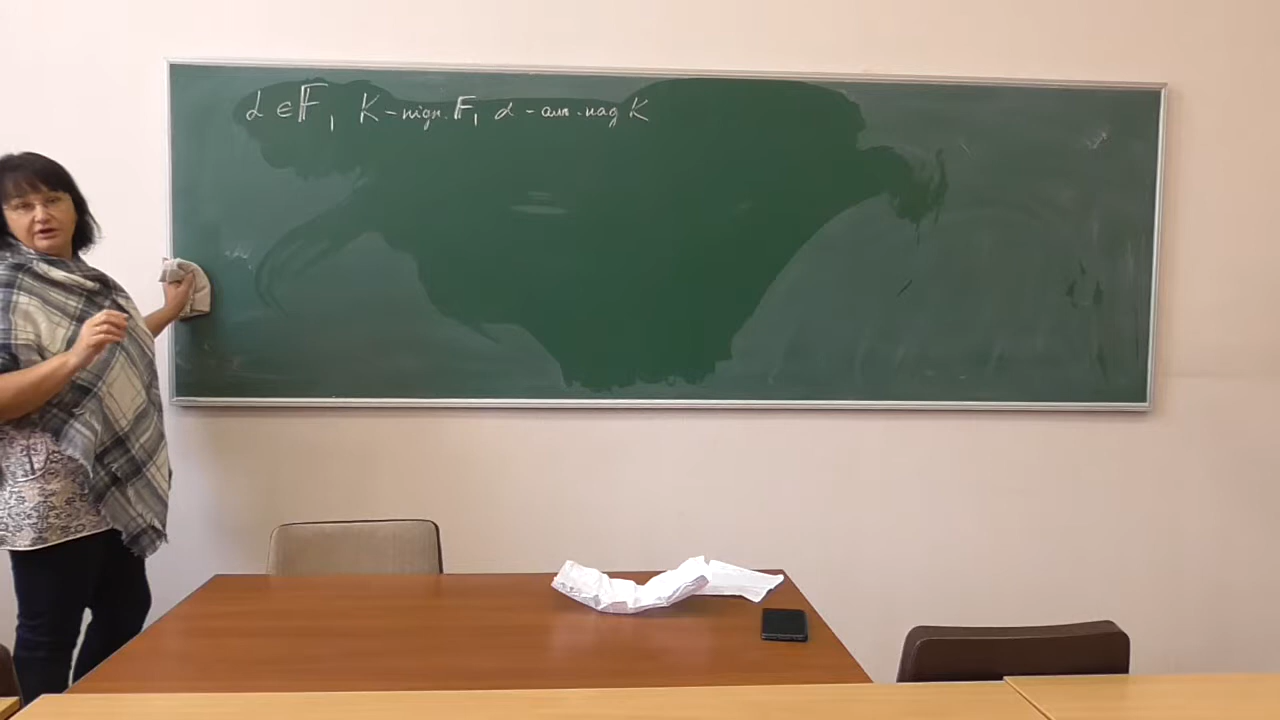 α ∈ 𝔽, K – підп. 𝔽, α – алг. над K